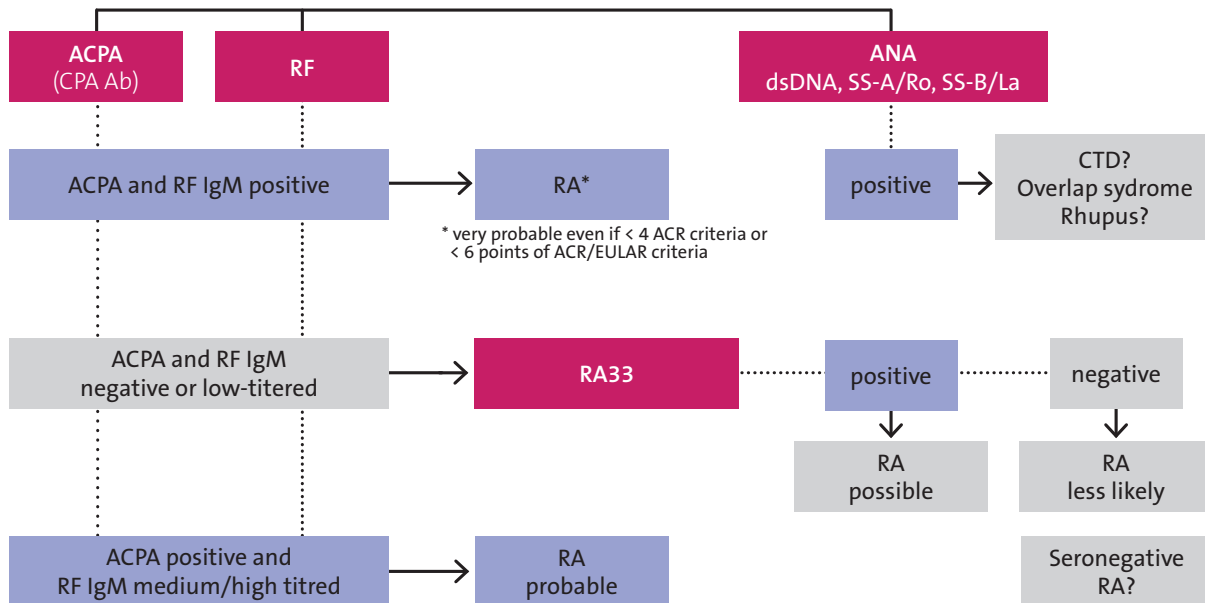 ACPA
(CPA Ab)
RF
ANA
dsDNA, SS-A/Ro, SS-B/La
ACPA and RF IgM positive
RA*
* very probable even if < 4 ACR criteria or
< 6 points of ACR/EULAR criteria
positive
CTD?
Overlap sydrome
Rhupus?
ACPA and RF IgM
negative or low-titered
RA33
positive
negative
RA
possible
RA
less likely
ACPA positive and
RF IgM medium/high titred
RA
probable
Seronegative
RA?